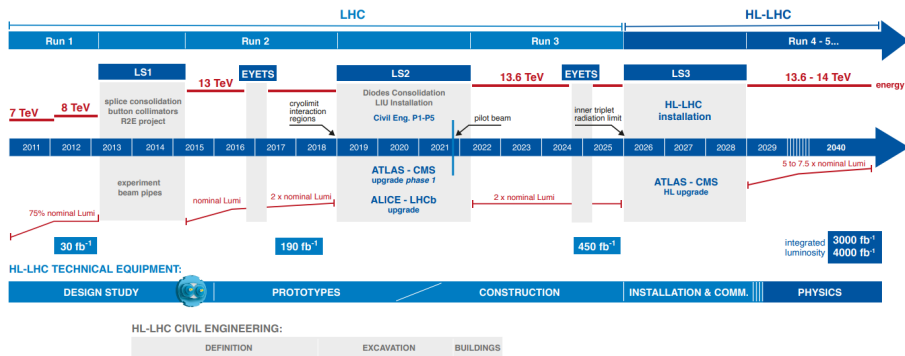 LHC
HL-LHC
Run 1
Run 2
Run 3
Run 4 - 5...
LS1
EYETS
LS2
EYETS
LS3
13 TeV
13.6 TeV
13.6 - 14 TeV
energy
7 TeV
8 TeV
splice consolidation
button collimators
R2E project
cryolimit
interaction
regions
Diodes Consolidation
LIU Installation
Civil Eng. P1-P5
pilot beam
inner triplet
radiation limit
HL-LHC
installation
2011 2012 2013 2014 2015 2016 2017 2018 2019 2020 2021 2022 2023 2024 2025 2026 2027 2028 2029 2040
5 to 7.5 x nominal Lumi
experiment
beam pipes
ATLAS - CMS
upgrade phase 1
ALICE - LHCb
upgrade
ATLAS - CMS
HL upgrade
75% nominal Lumi
nominal Lumi
2 x nominal Lumi
2 x nominal Lumi
30 fb⁻¹
190 fb⁻¹
450 fb⁻¹
integrated
luminosity
3000 fb⁻¹
4000 fb⁻¹
HL-LHC TECHNICAL EQUIPMENT:
DESIGN STUDY
PROTOTYPES
CONSTRUCTION
INSTALLATION & COMM.
PHYSICS
HL-LHC CIVIL ENGINEERING:
DEFINITION
EXCAVATION
BUILDINGS